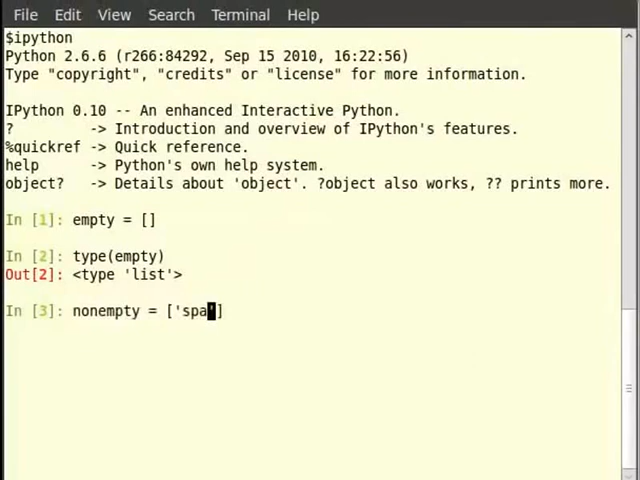 File Edit View Search Terminal Help
$ipython
Python 2.6.6 (r266:84292, Sep 15 2010, 16:22:56)
Type "copyright", "credits" or "license" for more information.
IPython 0.10 -- An enhanced Interactive Python.
? -> Introduction and overview of IPython's features.
%quickref -> Quick reference.
help -> Python's own help system.
object? -> Details about 'object'. ?object also works, ?? prints more.
In [1]: empty = []
In [2]: type(empty)
Out[2]: <type 'list'>
In [3]: nonempty = ['spa']